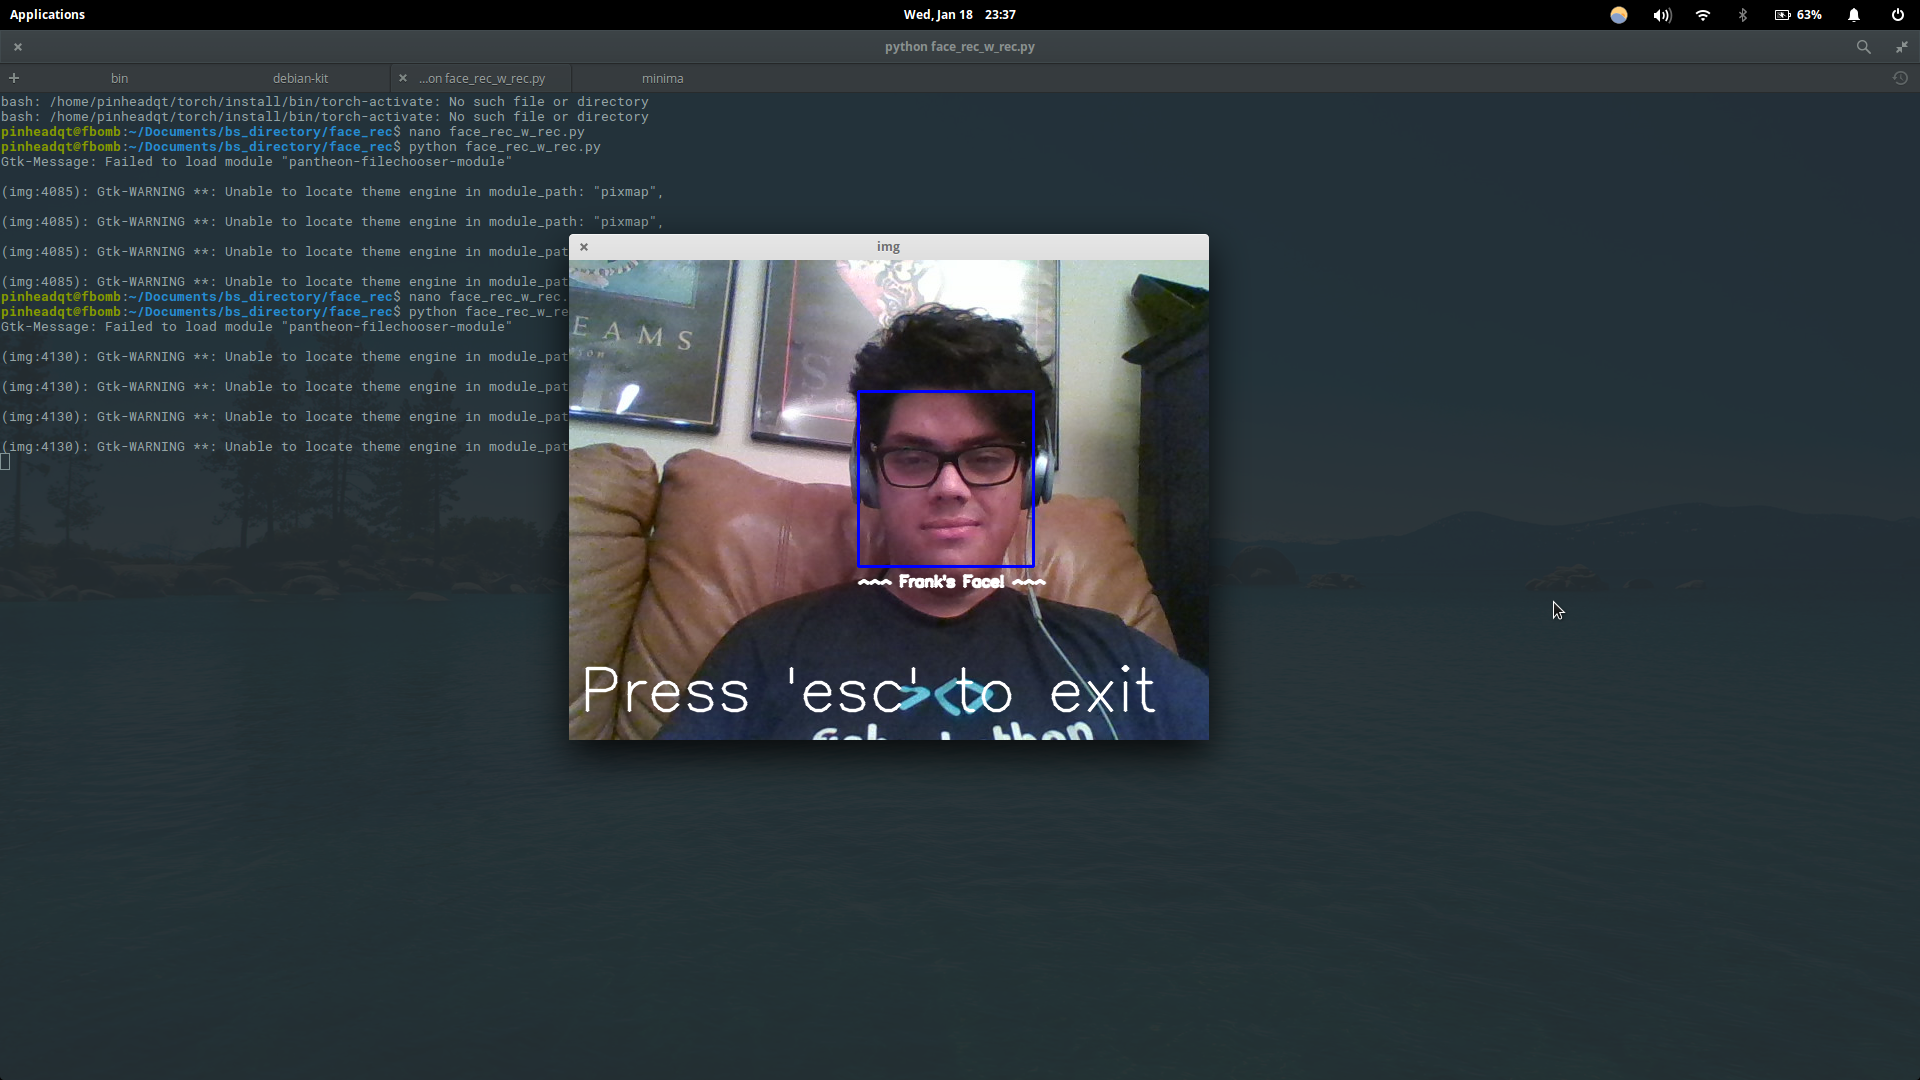 Applications
Wed, Jan 18 23:37
63%
python face_rec_w_rec.py
bin
debian-kit
...on face_rec_w_rec.py
minima
bash: /home/pinheadqt/torch/install/bin/torch-activate: No such file or directory
bash: /home/pinheadqt/torch/install/bin/torch-activate: No such file or directory
pinheadqt@fbomb:~/Documents/bs_directory/face_rec$ nano face_rec_w_rec.py
pinheadqt@fbomb:~/Documents/bs_directory/face_rec$ python face_rec_w_rec.py
Gtk-Message: Failed to load module "pantheon-filechooser-module"
(img:4085): Gtk-WARNING **: Unable to locate theme engine in module_path: "pixmap",
(img:4085): Gtk-WARNING **: Unable to locate theme engine in module_path: "pixmap",
(img:4085): Gtk-WARNING **: Unable to locate theme engine in module_pat
(img:4085): Gtk-WARNING **: Unable to locate theme engine in module_pat
pinheadqt@fbomb:~/Documents/bs_directory/face_rec$ nano face_rec_w_rec.
pinheadqt@fbomb:~/Documents/bs_directory/face_rec$ python face_rec_w_re
Gtk-Message: Failed to load module "pantheon-filechooser-module"
(img:4130): Gtk-WARNING **: Unable to locate theme engine in module_pat
(img:4130): Gtk-WARNING **: Unable to locate theme engine in module_pat
(img:4130): Gtk-WARNING **: Unable to locate theme engine in module_pat
(img:4130): Gtk-WARNING **: Unable to locate theme engine in module_pat
img
EAMS
~~~ Frank's Face! ~~~
Press 'esc' to exit